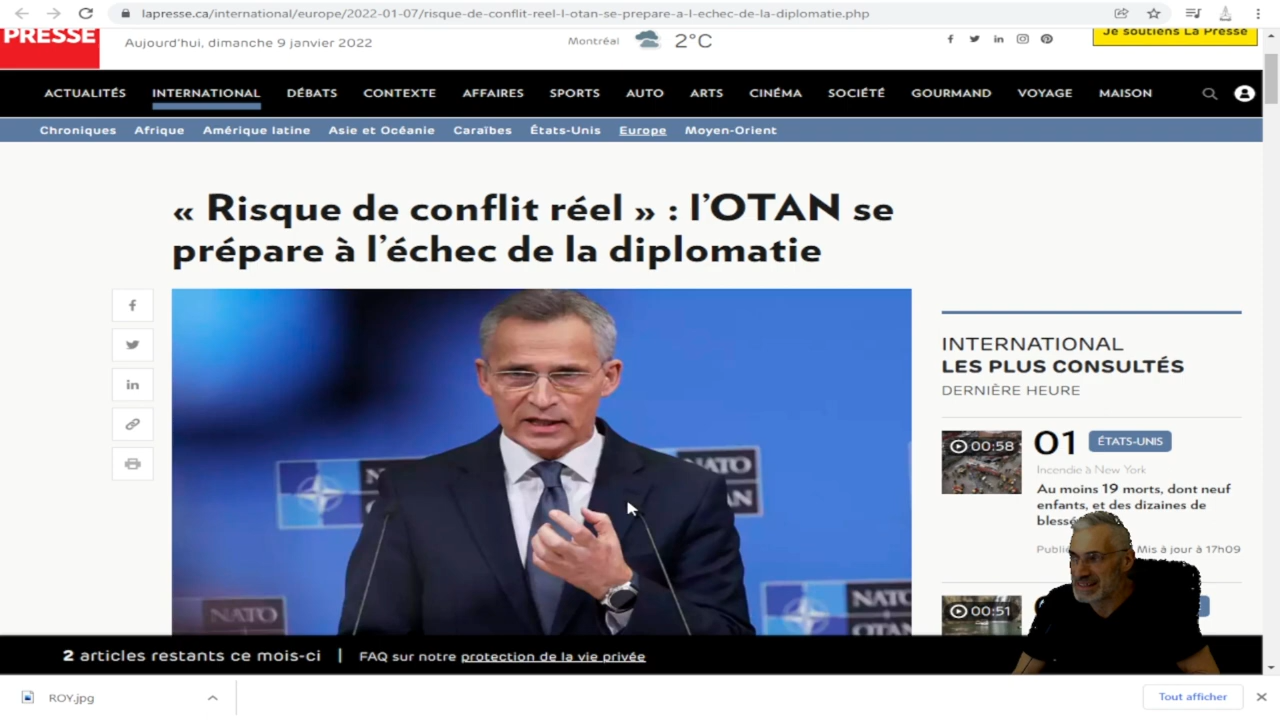 lapresse.ca/international/europe/2022-01-07/risque-de-conflit-reel-l-otan-se-prepare-a-l-echec-de-la-diplomatie.php
PRESSE
Aujourd'hui, dimanche 9 janvier 2022
Montréal 2°C
Je soutiens La Presse
ACTUALITÉS INTERNATIONAL DÉBATS CONTEXTE AFFAIRES SPORTS AUTO ARTS CINÉMA SOCIÉTÉ GOURMAND VOYAGE MAISON
Chroniques Afrique Amérique latine Asie et Océanie Caraïbes États-Unis Europe Moyen-Orient
« Risque de conflit réel » : l'OTAN se
prépare à l'échec de la diplomatie
INTERNATIONAL
LES PLUS CONSULTÉS
DERNIÈRE HEURE
00:58
01 ÉTATS-UNIS
Incendie à New York
Au moins 19 morts, dont neuf
enfants, et des dizaines de
Mis à jour à 17h09
00:51
NATO
OTAN
NATO
NATO
OTAN
2 articles restants ce mois-ci | FAQ sur notre protection de la vie privée
ROY.jpg
Tout afficher